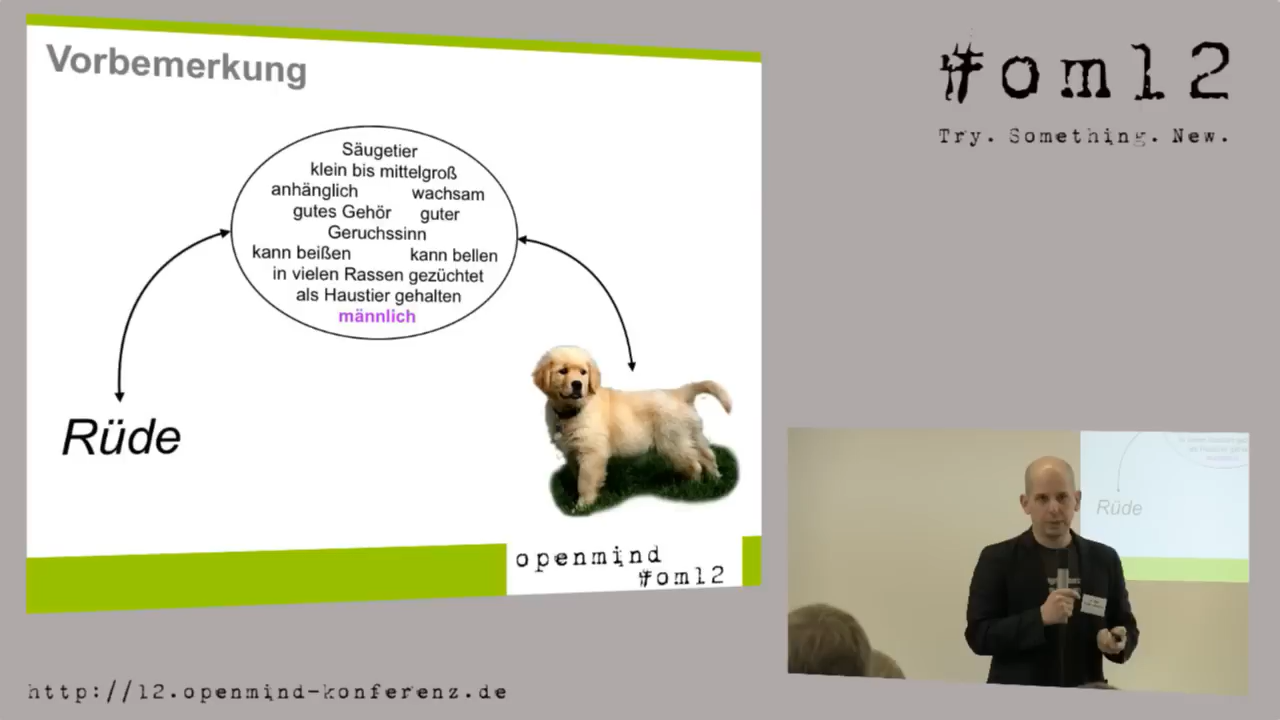 Vorbemerkung
Säugetier
klein bis mittelgroß
anhänglich wachsam
gutes Gehör guter
Geruchssinn
kann beißen kann bellen
in vielen Rassen gezüchtet
als Haustier gehalten
männlich
Rüde
openmind
#om12
#om12
Try. Something. New.
Rüde
http://12.openmind-konferenz.de